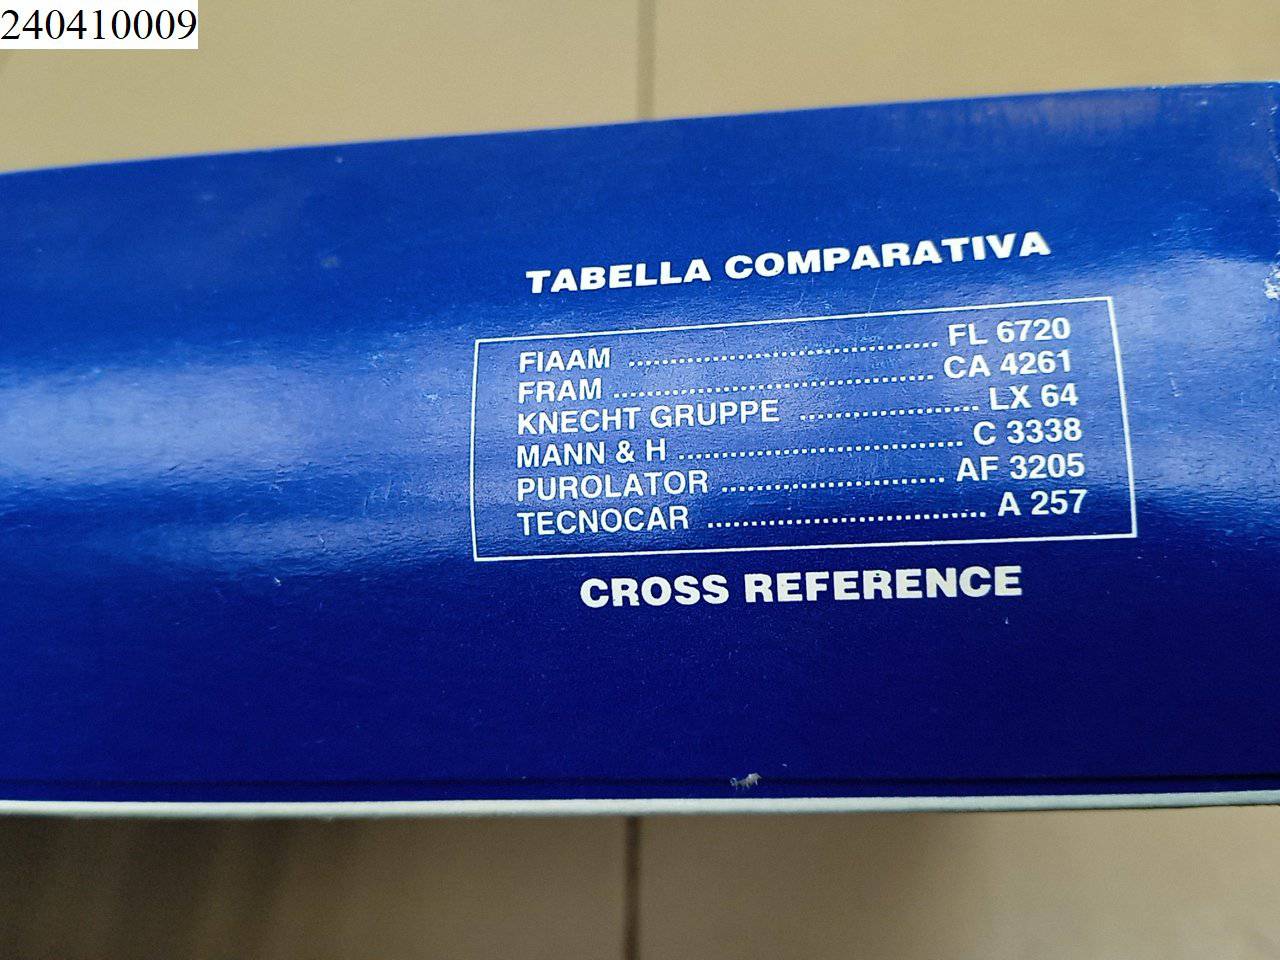 240410009
TABELLA COMPARATIVA
FIAAM ........................................ FL 6720
FRAM ........................................ CA 4261
KNECHT GRUPPE ...................... LX 64
MANN & H .................................. C 3338
PUROLATOR ............................ AF 3205
TECNOCAR ................................ A 257
CROSS REFERENCE